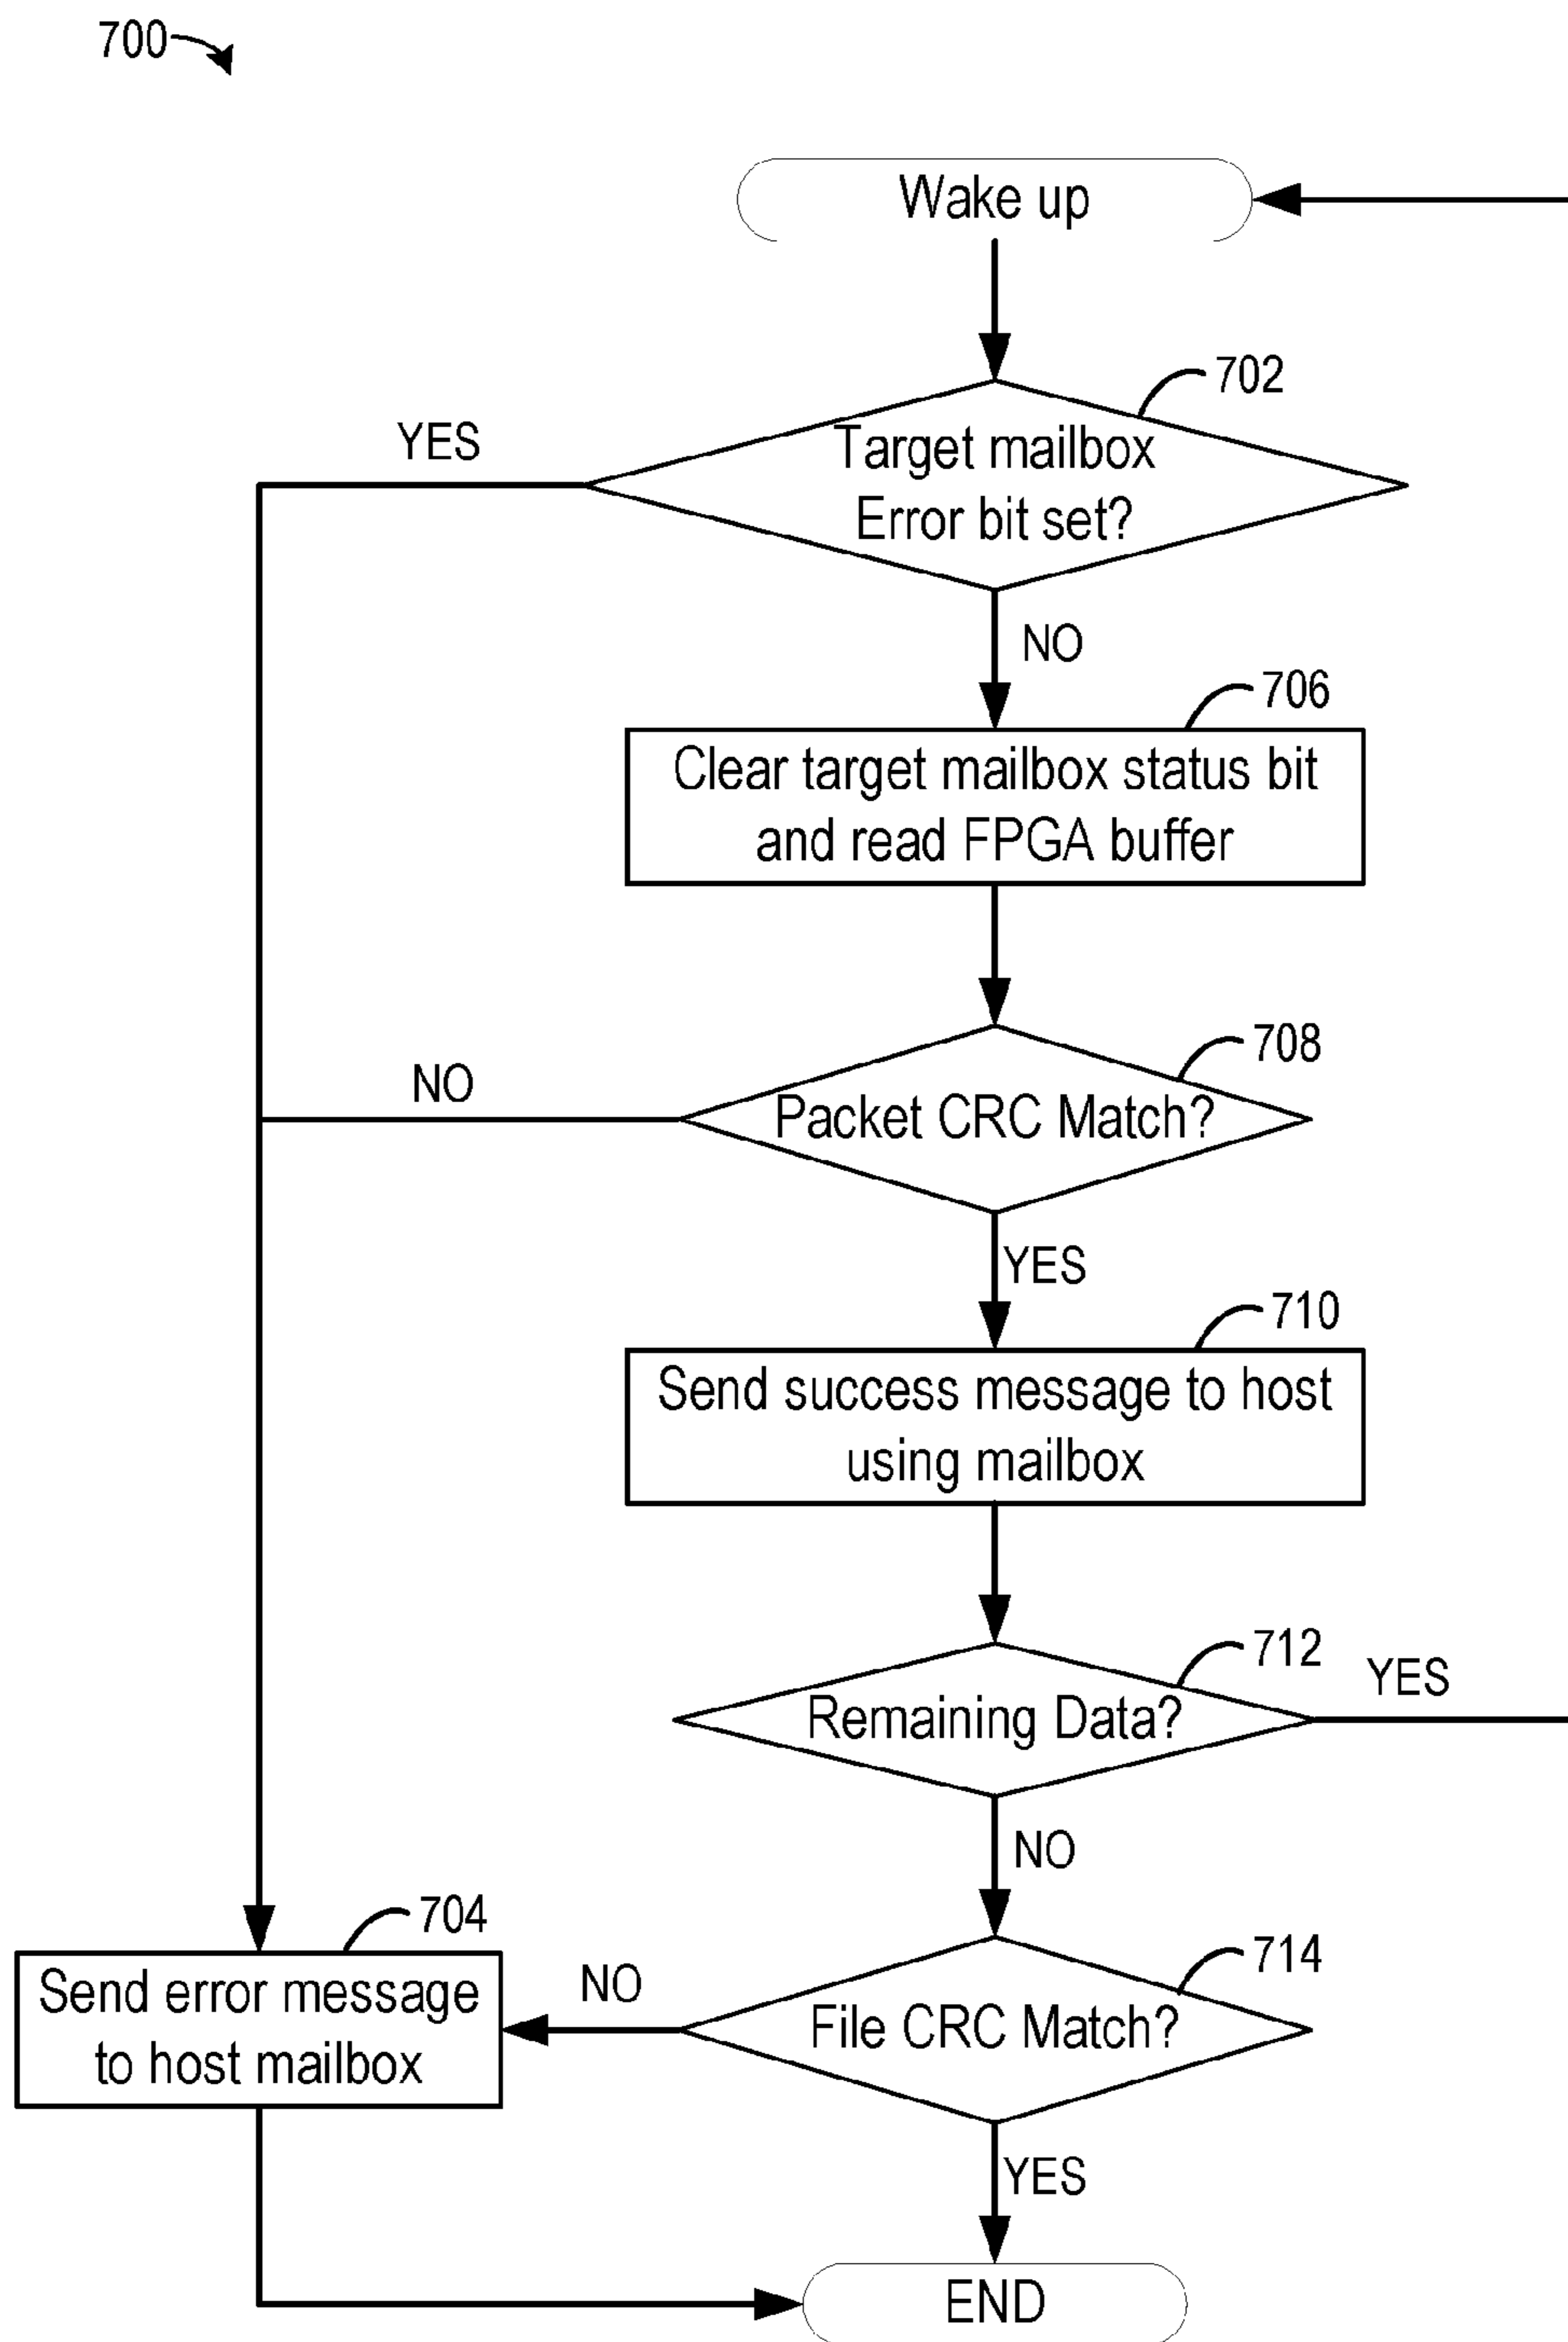 700
Wake up
702
YES
Target mailbox
Error bit set?
NO
706
Clear target mailbox status bit
and read FPGA buffer
708
NO
Packet CRC Match?
YES
710
Send success message to host
using mailbox
712
YES
Remaining Data?
NO
704
714
Send error message
to host mailbox
NO
File CRC Match?
YES
END